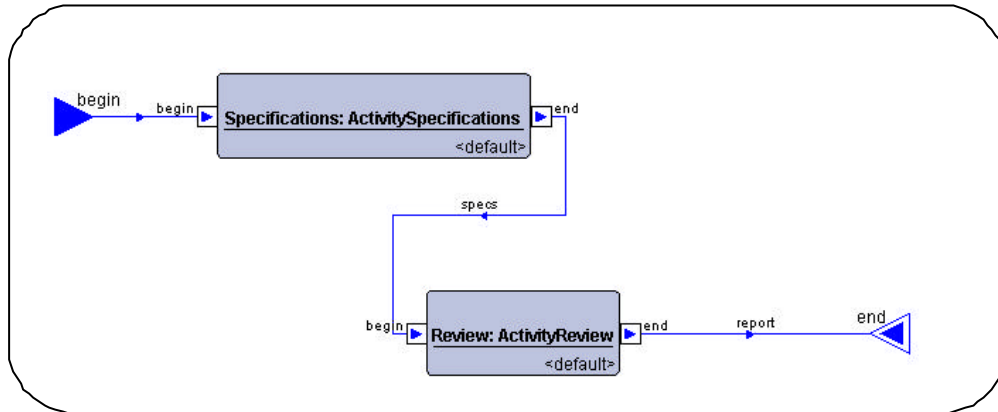 begin
begin
end
Specifications: ActivitySpecifications
<default>
specs
begin
end
Review: ActivityReview
<default>
report
end